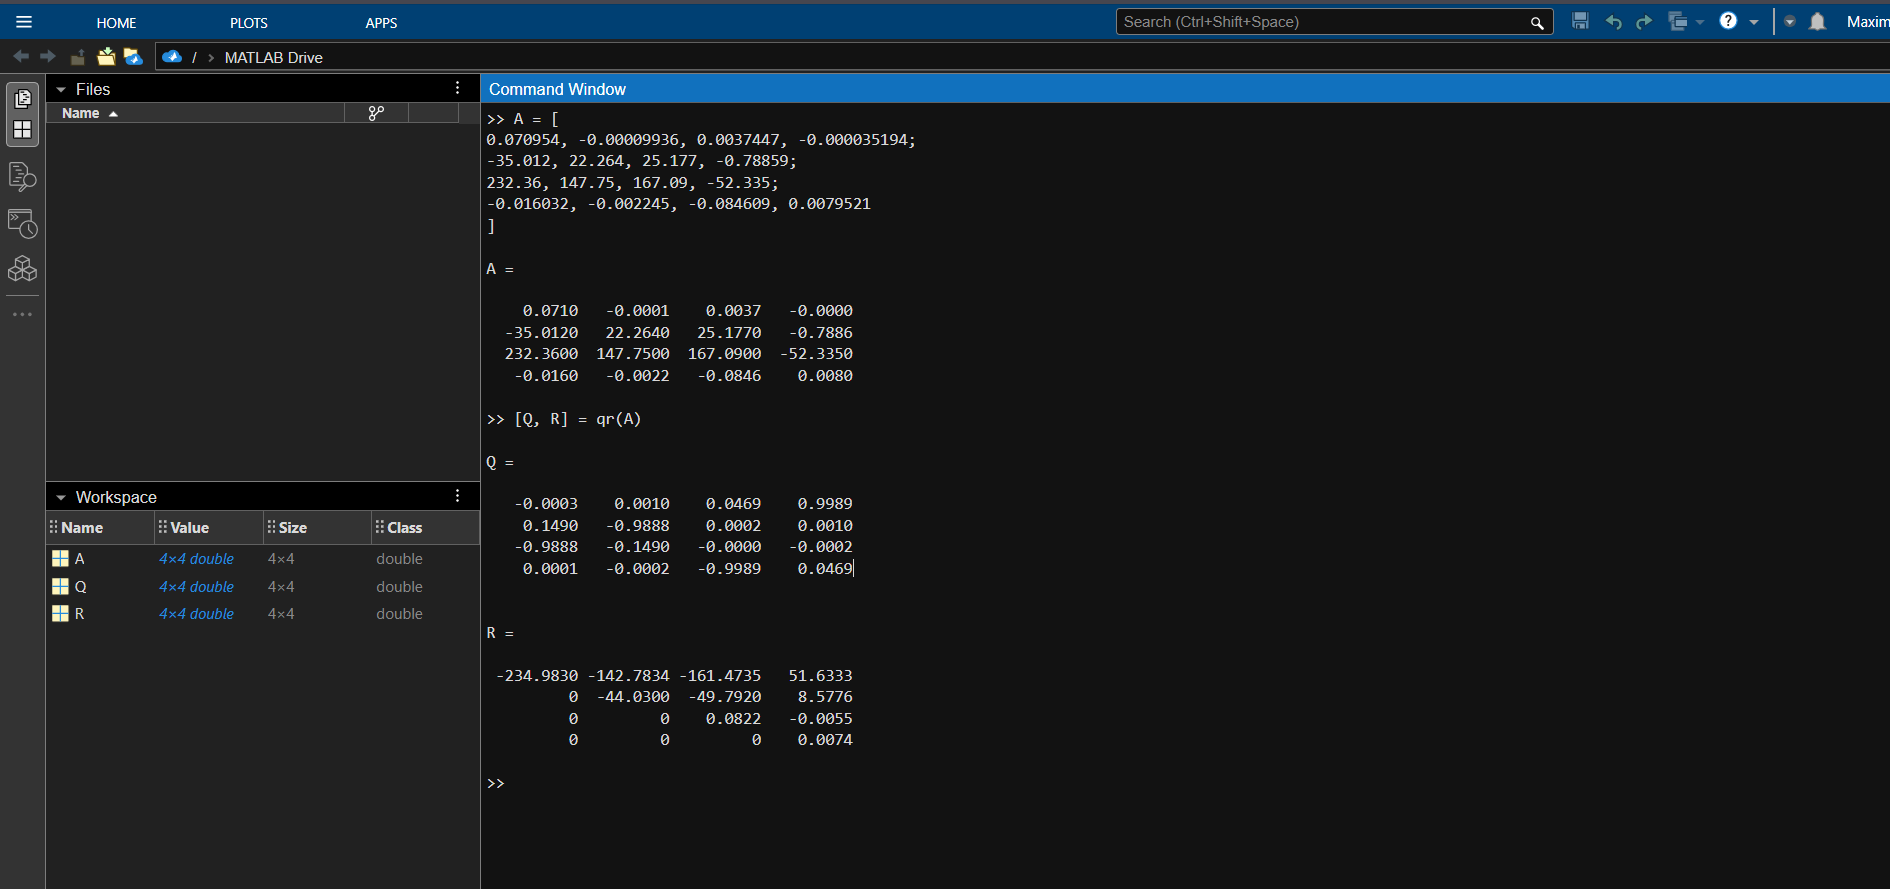 HOME PLOTS APPS Search (Ctrl+Shift+Space) Maxim
/ > MATLAB Drive
Files
Name
Workspace
Name Value Size Class
A 4×4 double 4×4 double
Q 4×4 double 4×4 double
R 4×4 double 4×4 double
Command Window
>> A = [
0.070954, -0.00009936, 0.0037447, -0.000035194;
-35.012, 22.264, 25.177, -0.78859;
232.36, 147.75, 167.09, -52.335;
-0.016032, -0.002245, -0.084609, 0.0079521
]
A =
0.0710 -0.0001 0.0037 -0.0000
-35.0120 22.2640 25.1770 -0.7886
232.3600 147.7500 167.0900 -52.3350
-0.0160 -0.0022 -0.0846 0.0080
>> [Q, R] = qr(A)
Q =
-0.0003 0.0010 0.0469 0.9989
0.1490 -0.9888 0.0002 0.0010
-0.9888 -0.1490 -0.0000 -0.0002
0.0001 -0.0002 -0.9989 0.0469
R =
-234.9830 -142.7834 -161.4735 51.6333
0 -44.0300 -49.7920 8.5776
0 0 0.0822 -0.0055
0 0 0 0.0074
>>